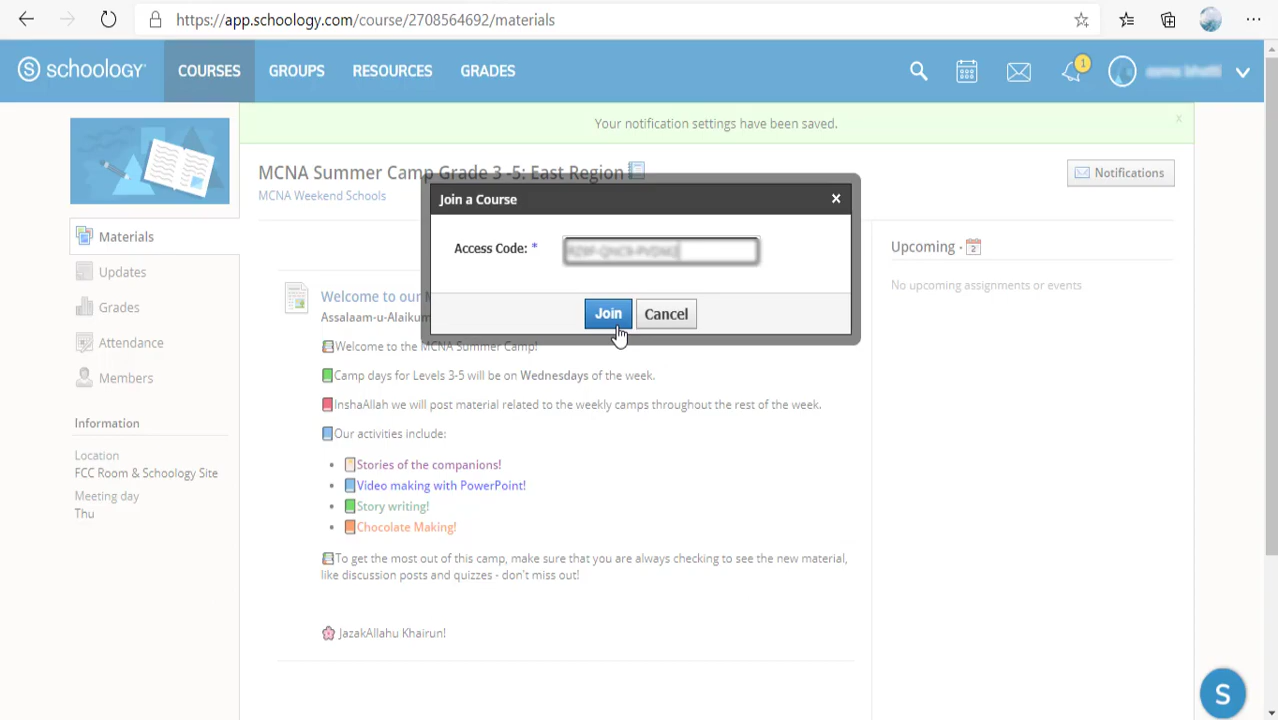 https://app.schoology.com/course/2708564692/materials
S schoology
COURSES
GROUPS
RESOURCES
GRADES
1
Your notification settings have been saved.
x
MCNA Summer Camp Grade 3 -5: East Region
MCNA Weekend Schools
Notifications
Join a Course
×
Access Code: *
Join
Cancel
Materials
Updates
Grades
Attendance
Members
Information
Location
FCC Room & Schoology Site
Meeting day
Thu
Welcome to our
Assalaam-u-Alaikum
Welcome to the MCNA Summer Camp!
Camp days for Levels 3-5 will be on Wednesdays of the week.
InshaAllah we will post material related to the weekly camps throughout the rest of the week.
Our activities include:
• Stories of the companions!
• Video making with PowerPoint!
• Story writing!
• Chocolate Making!
To get the most out of this camp, make sure that you are always checking to see the new material,
like discussion posts and quizzes - don't miss out!
JazakAllahu Khairun!
Upcoming · 2
No upcoming assignments or events
S